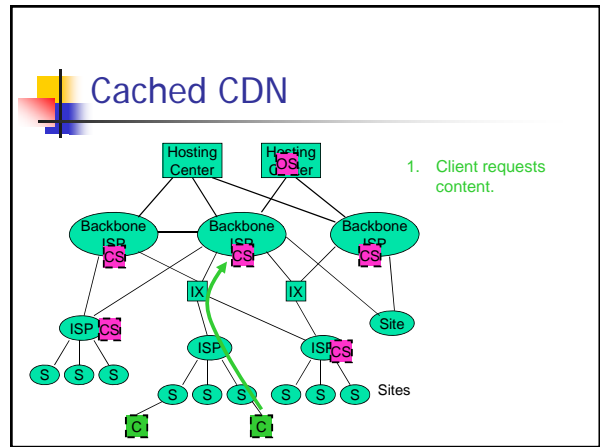 Cached CDN
Hosting
Center
Hosting
Center
OS
1. Client requests
content.
Backbone
ISP
CS
Backbone
ISP
CS
Backbone
ISP
CS
IX
IX
ISP
CS
Site
ISP
ISP
CS
S
S
S
S
S
S
S
S
S
Sites
C
C